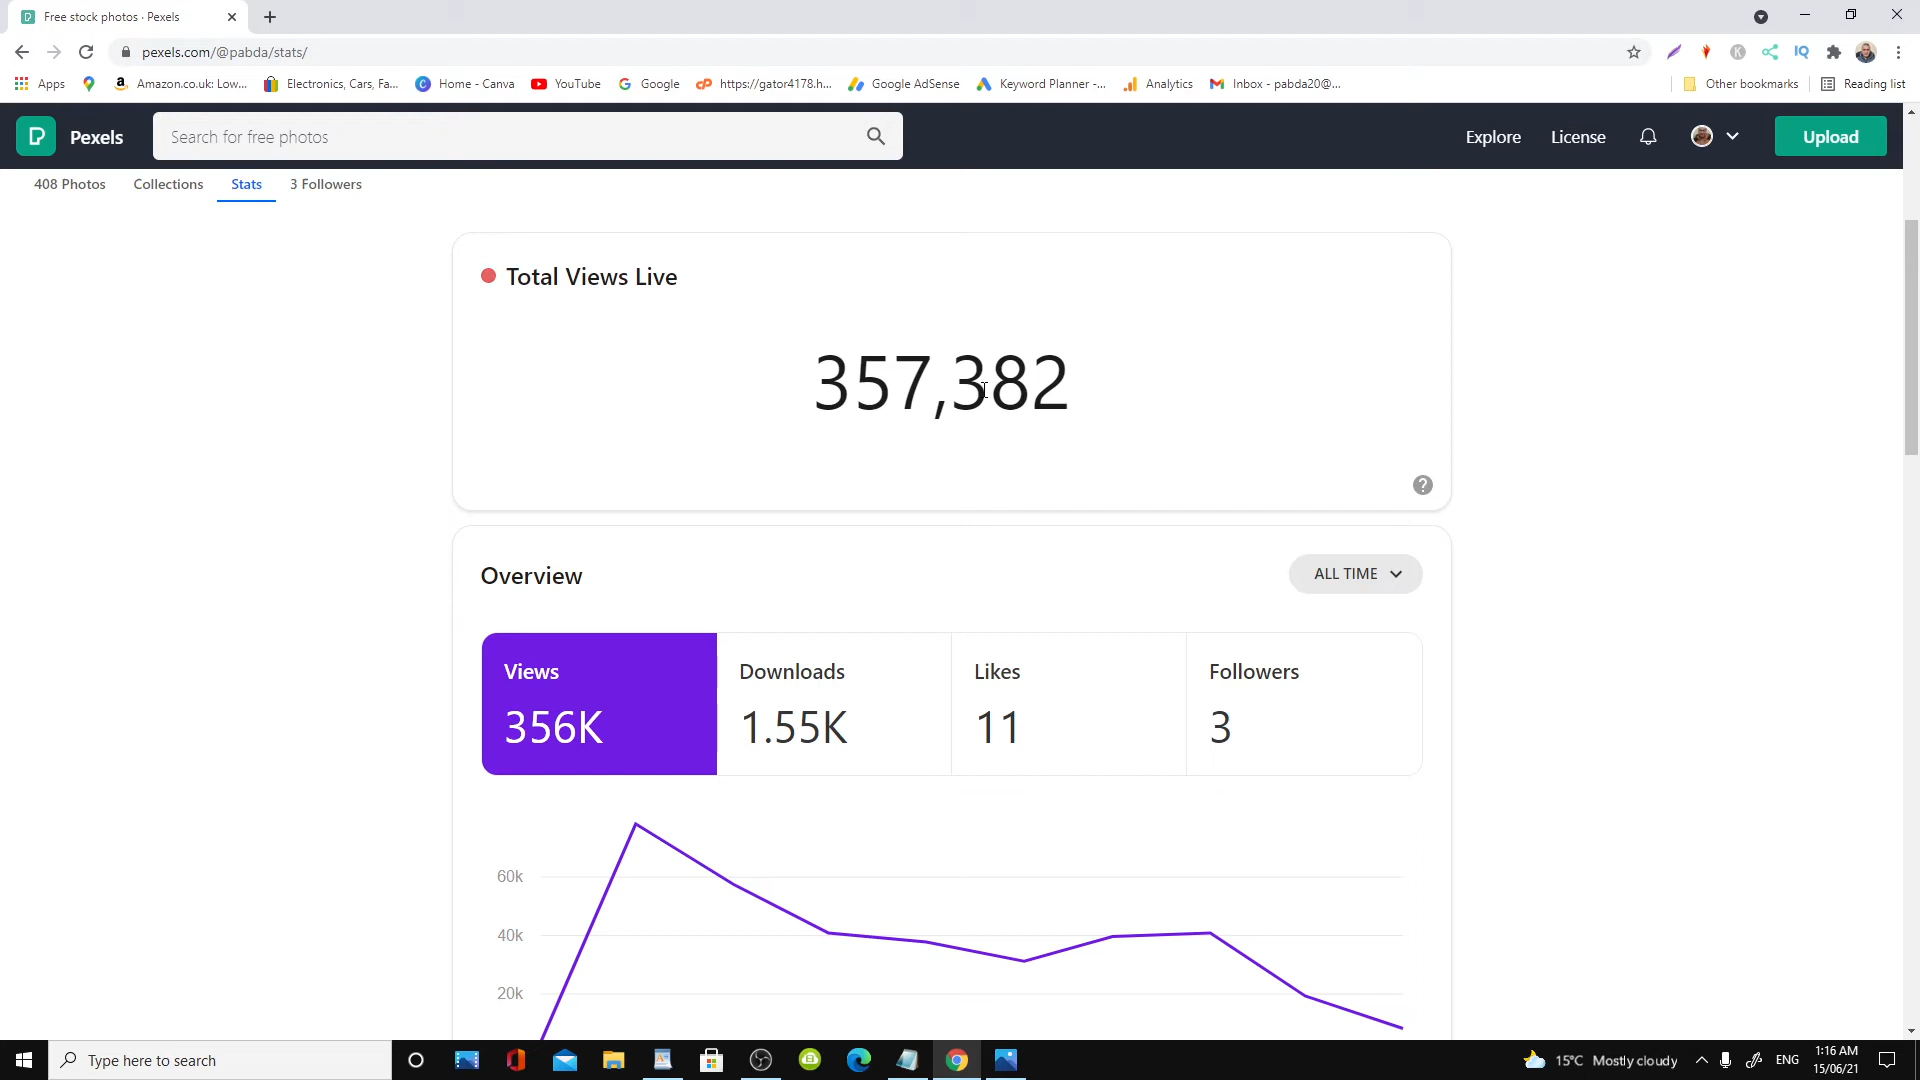 Free stock photos · Pexels
pexels.com/@pabda/stats/
Apps Amazon.co.uk: Low... Electronics, Cars, Fa... Home - Canva YouTube Google https://gator4178.h... Google AdSense Keyword Planner -... Analytics Inbox - pabda20@... Other bookmarks Reading list
Pexels Search for free photos Explore License Upload
408 Photos Collections Stats 3 Followers
Total Views Live
357,382
Overview ALL TIME
Views Downloads Likes Followers
356K 1.55K 11 3
60k
40k
20k
Type here to search 15°C Mostly cloudy ENG 1:16 AM
15/06/21